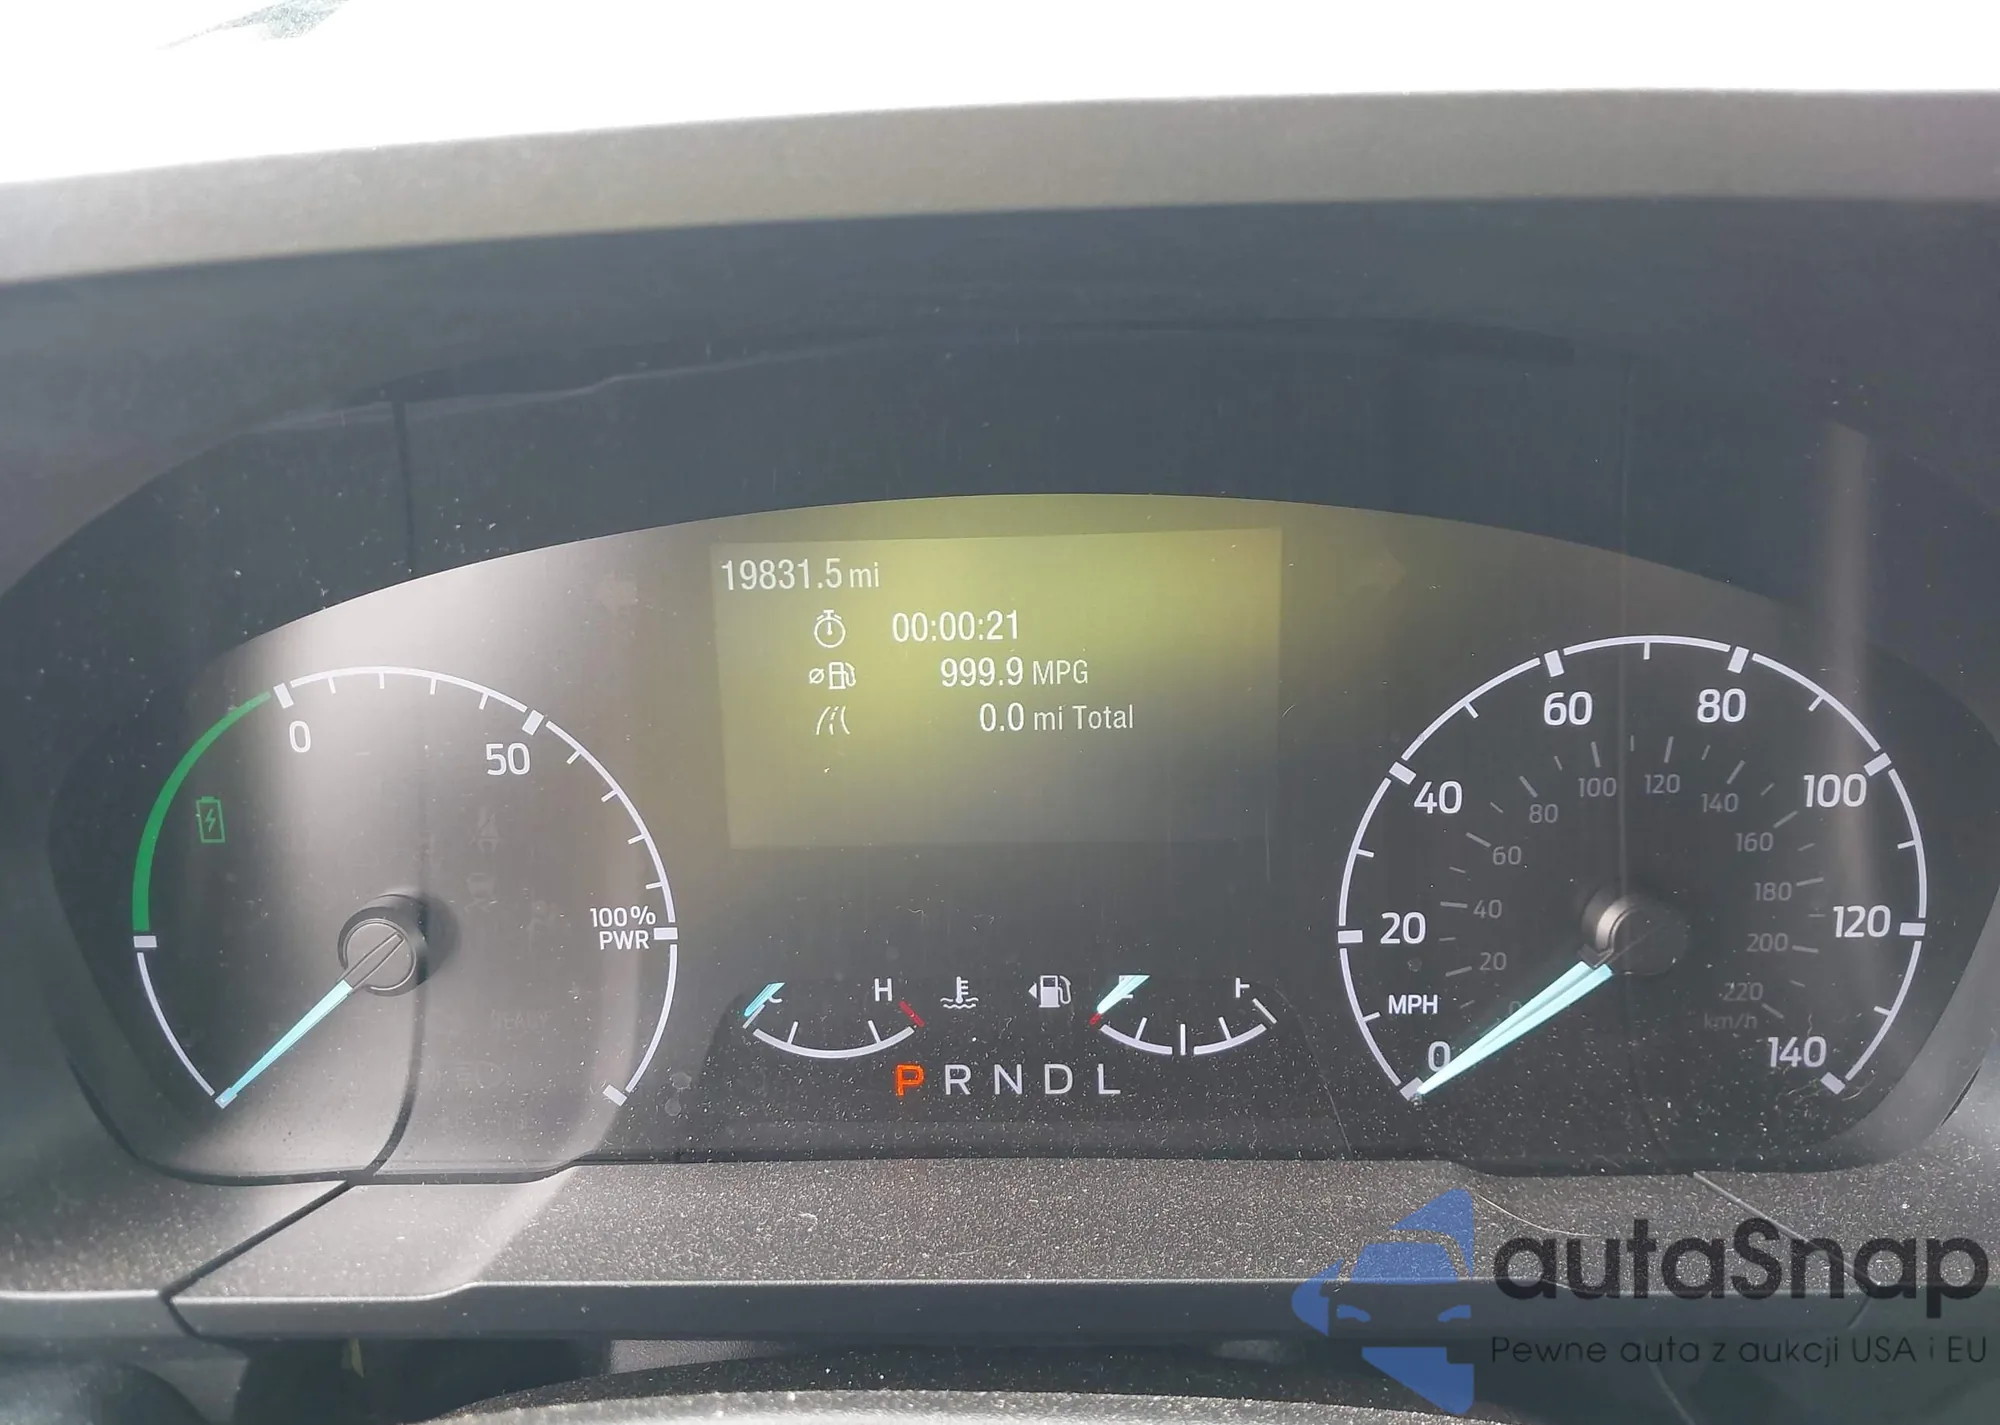 19831.5 mi
00:00:21
999.9 MPG
0.0 mi Total
0
50
100%
PWR
H
P R N D L
60
80
40
100
20
120
MPH
0
140
80
100
120
140
60
160
40
180
20
200
220
km/h
autaSnap
Pewne auta z aukcji USA i EU